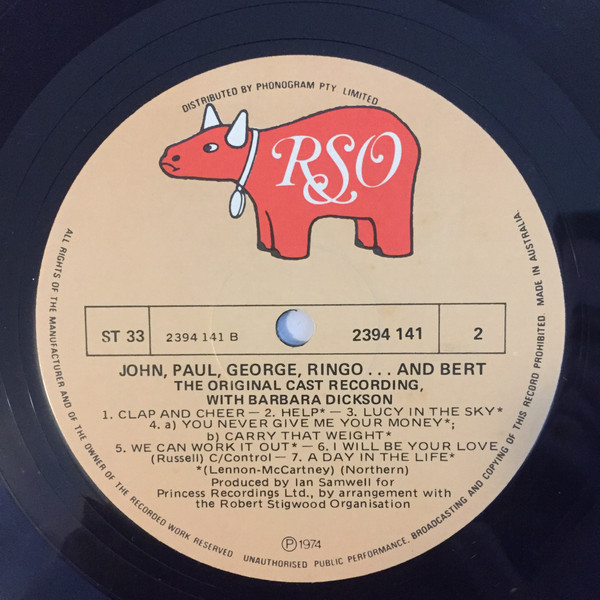 DISTRIBUTED BY PHONOGRAM PTY LIMITED
RSO
ST 33 2394 141 B 2394 141 2
JOHN, PAUL, GEORGE, RINGO . . . AND BERT
THE ORIGINAL CAST RECORDING,
WITH BARBARA DICKSON
1. CLAP AND CHEER – 2. HELP* – 3. LUCY IN THE SKY*
4. a) YOU NEVER GIVE ME YOUR MONEY*;
b) CARRY THAT WEIGHT*
5. WE CAN WORK IT OUT* – 6. I WILL BE YOUR LOVE
(Russell) C/Control – 7. A DAY IN THE LIFE*
*(Lennon-McCartney) (Northern)
Produced by Ian Samwell for
Princess Recordings Ltd., by arrangement with
the Robert Stigwood Organisation
Ⓟ 1974
ALL RIGHTS OF THE MANUFACTURER AND OF THE OWNER OF THE RECORDED WORK RESERVED UNAUTHORISED PUBLIC PERFORMANCE, BROADCASTING AND COPYING OF THIS RECORD PROHIBITED. MADE IN AUSTRALIA.